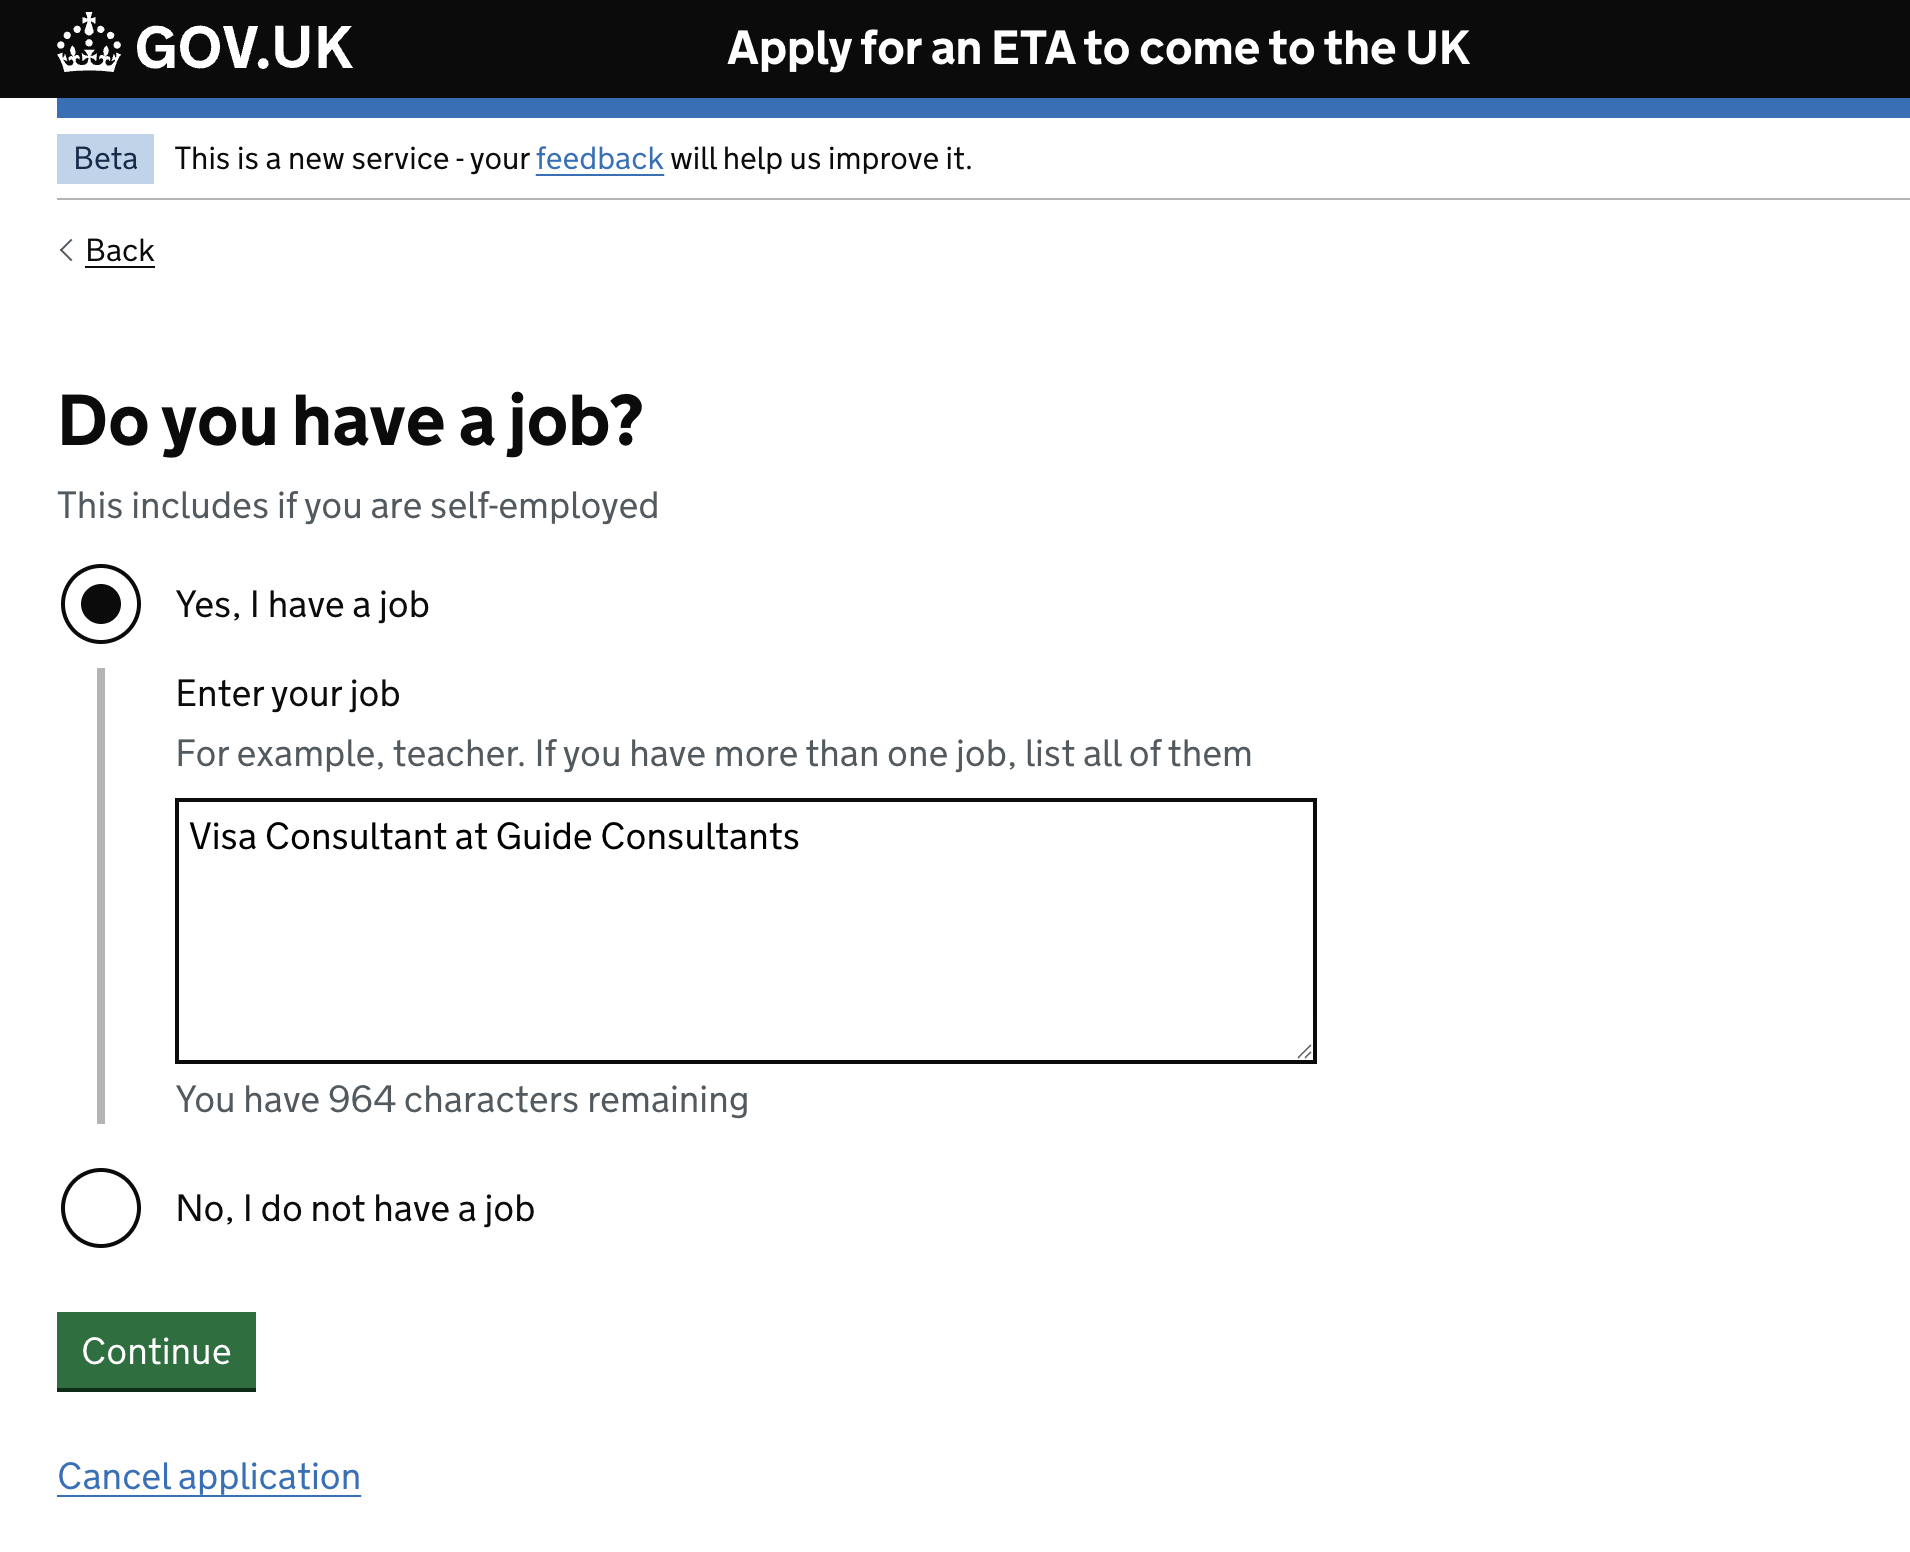 GOV.UK
Apply for an ETA to come to the UK
Beta
This is a new service - your feedback will help us improve it.
Back
Do you have a job?
This includes if you are self-employed
Yes, I have a job
Enter your job
For example, teacher. If you have more than one job, list all of them
Visa Consultant at Guide Consultants
You have 964 characters remaining
No, I do not have a job
Continue
Cancel application